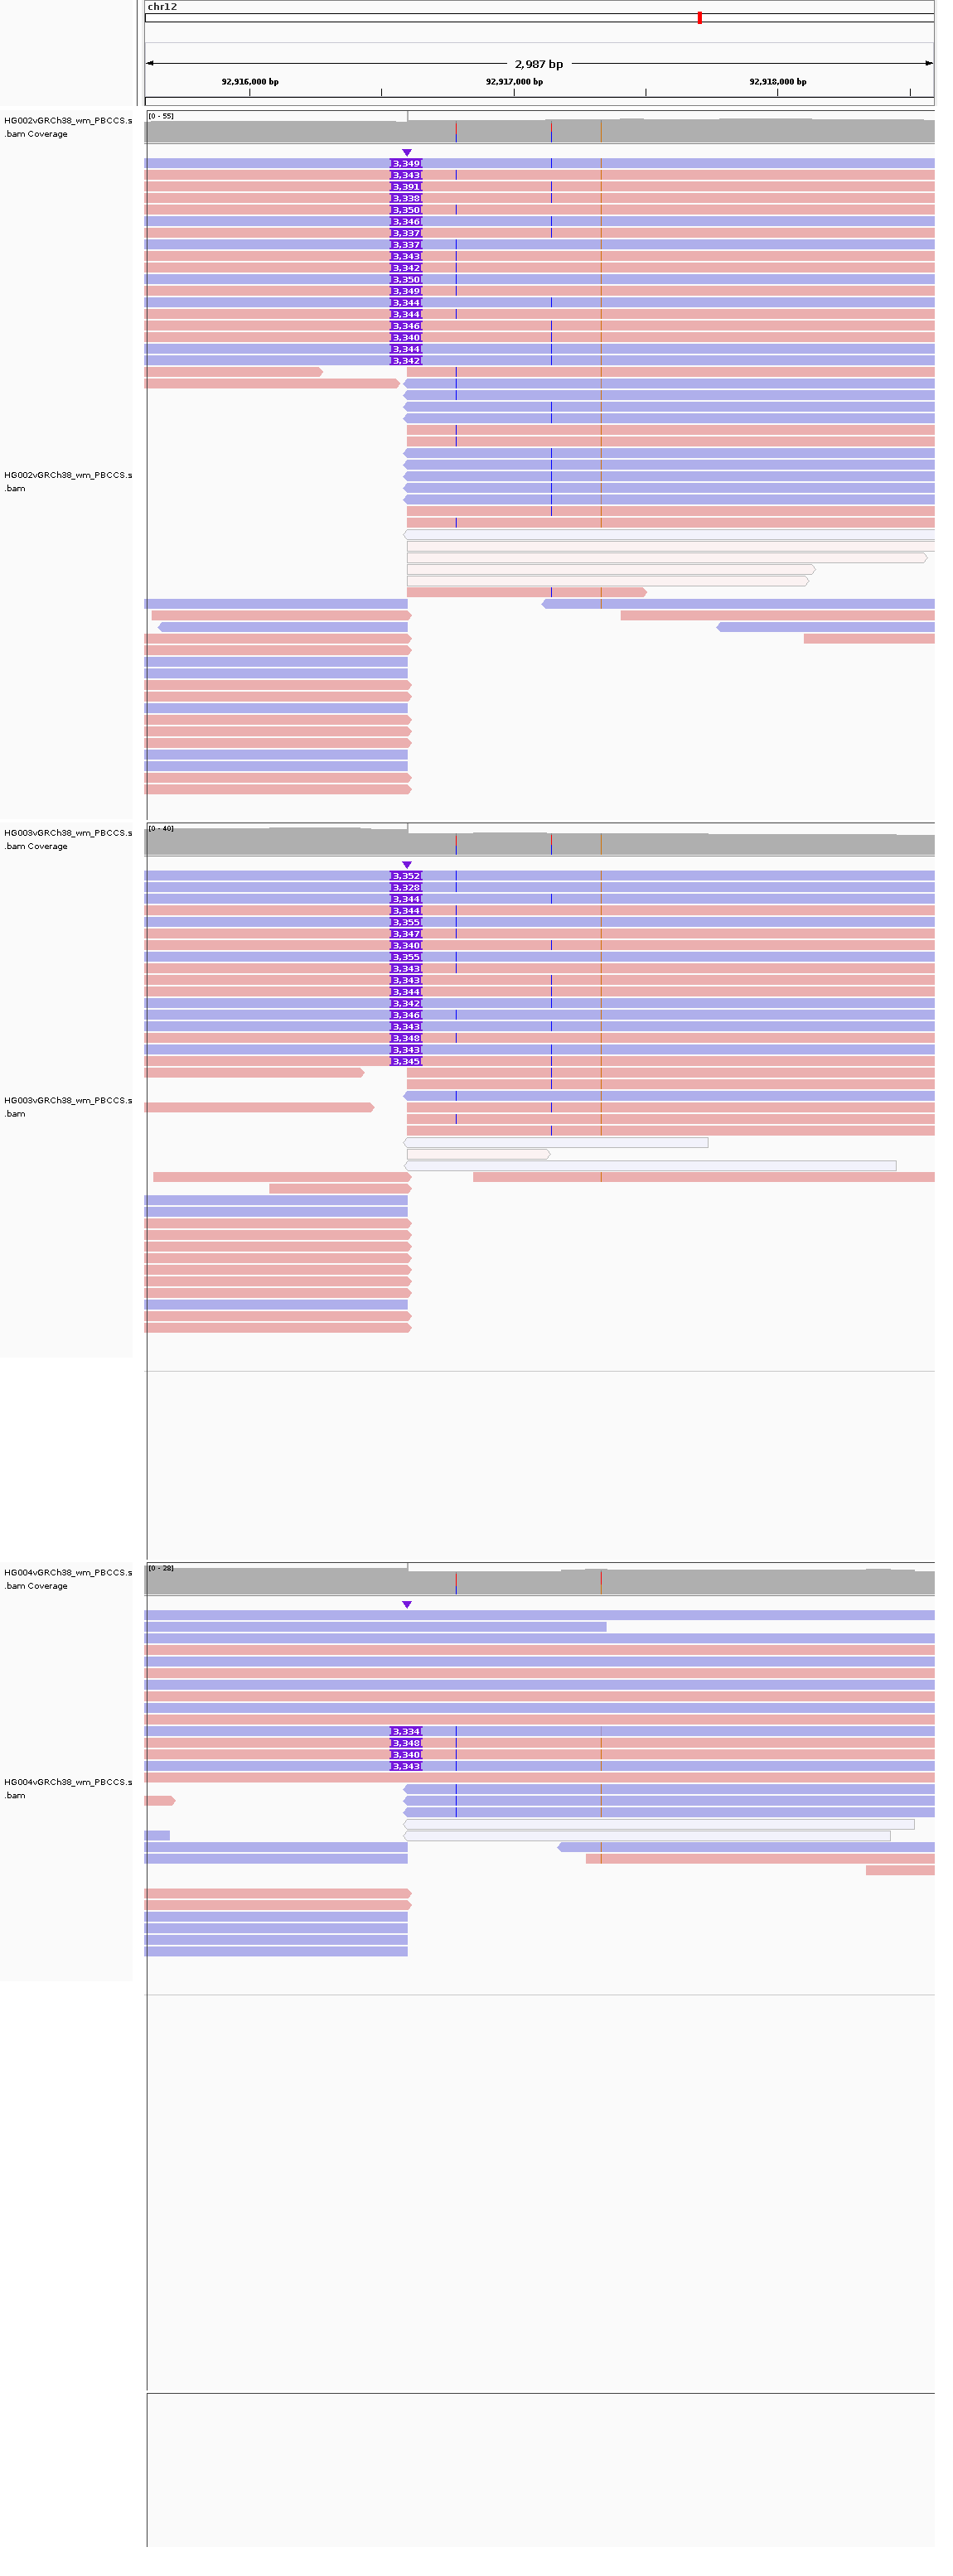 chr12
2,987 bp
92,916,000 bp 92,917,000 bp 92,918,000 bp
HG002vGRCh38_wm_PBCCS.s
.bam Coverage
[0 - 55]
3,349
3,343
3,391
3,338
3,350
3,346
3,337
3,337
3,343
3,342
3,350
3,349
3,344
3,344
3,346
3,340
3,344
3,342
HG002vGRCh38_wm_PBCCS.s
.bam
HG003vGRCh38_wm_PBCCS.s
.bam Coverage
[0 - 40]
3,352
3,328
3,344
3,344
3,355
3,347
3,340
3,355
3,343
3,343
3,344
3,342
3,346
3,343
3,348
3,343
3,345
HG003vGRCh38_wm_PBCCS.s
.bam
HG004vGRCh38_wm_PBCCS.s
.bam Coverage
[0 - 28]
3,334
3,348
3,340
3,343
HG004vGRCh38_wm_PBCCS.s
.bam